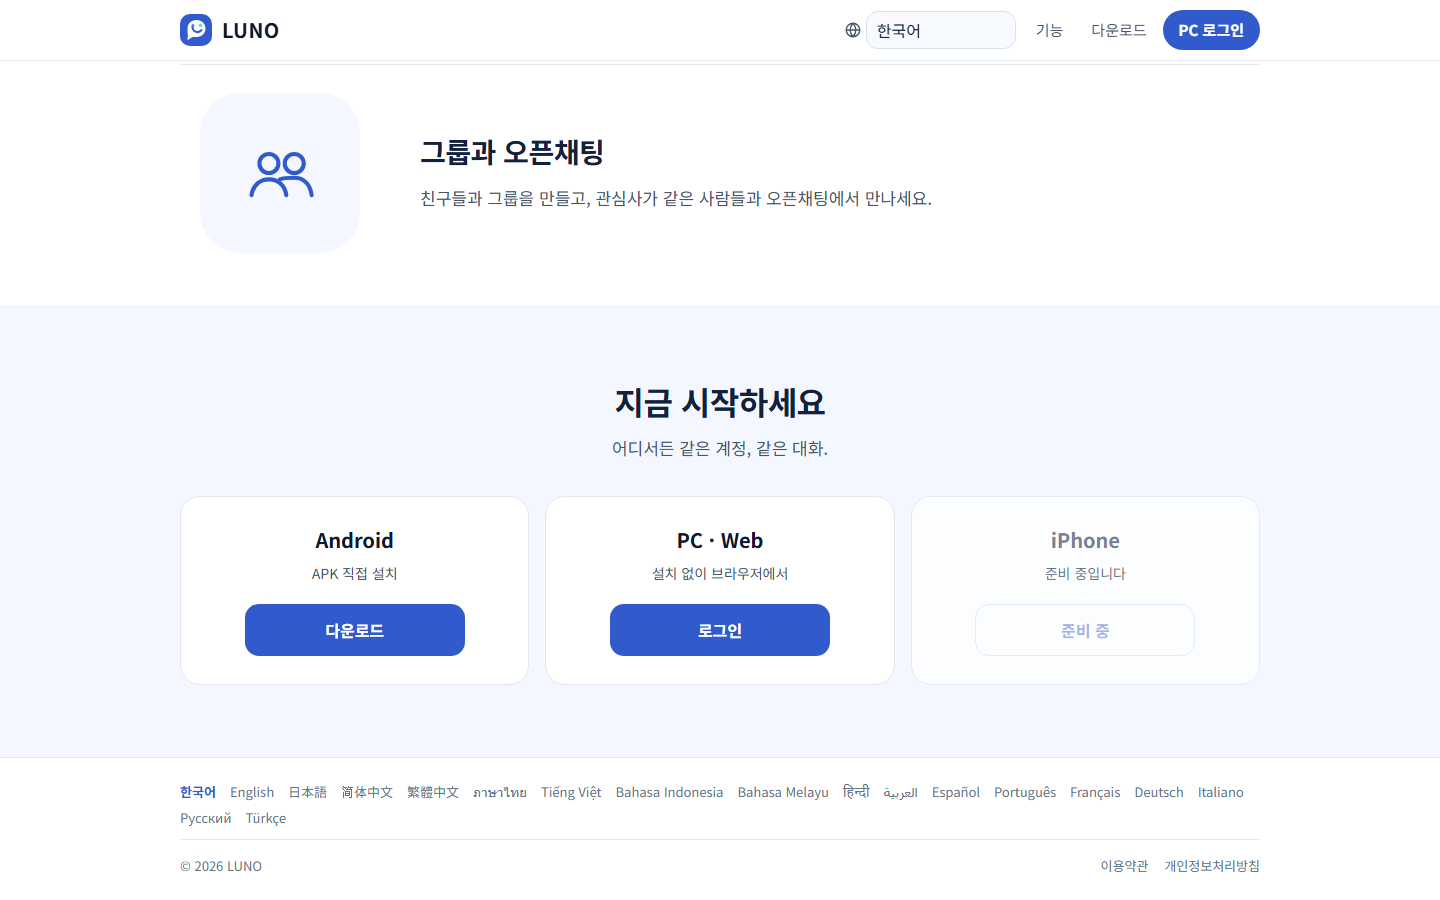 LUNO
한국어
기능
다운로드
PC 로그인
그룹과 오픈채팅
친구들과 그룹을 만들고, 관심사가 같은 사람들과 오픈채팅에서 만나세요.
지금 시작하세요
어디서든 같은 계정, 같은 대화.
Android
APK 직접 설치
다운로드
PC · Web
설치 없이 브라우저에서
로그인
iPhone
준비 중입니다
준비 중
한국어 English 日本語 简体中文 繁體中文 ภาษาไทย Tiếng Việt Bahasa Indonesia Bahasa Melayu हिन्दी العربية Español Português Français Deutsch Italiano
Русский Türkçe
© 2026 LUNO
이용약관 개인정보처리방침